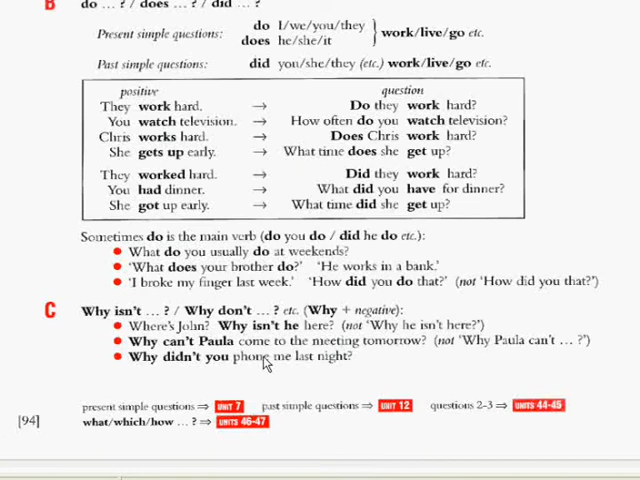 B do ... ? / does ... ? / did ... ?
do I/we/you/they
Present simple questions: work/live/go etc.
does he/she/it
Past simple questions: did you/she/they (etc.) work/live/go etc.
positive question
They work hard. → Do they work hard?
You watch television. → How often do you watch television?
Chris works hard. → Does Chris work hard?
She gets up early. → What time does she get up?
They worked hard. → Did they work hard?
You had dinner. → What did you have for dinner?
She got up early. → What time did she get up?
Sometimes do is the main verb (do you do / did he do etc.):
• What do you usually do at weekends?
• 'What does your brother do?' 'He works in a bank.'
• 'I broke my finger last week.' 'How did you do that?' (not 'How did you that?')
C Why isn't ... ? / Why don't ... ? etc. (Why + negative):
• Where's John? Why isn't he here? (not 'Why he isn't here?')
• Why can't Paula come to the meeting tomorrow? (not 'Why Paula can't ... ?')
• Why didn't you phone me last night?
present simple questions ⇒ UNIT 7 past simple questions ⇒ UNIT 12 questions 2-3 ⇒ UNITS 44-45
[94] what/which/how ... ? ⇒ UNITS 46-47